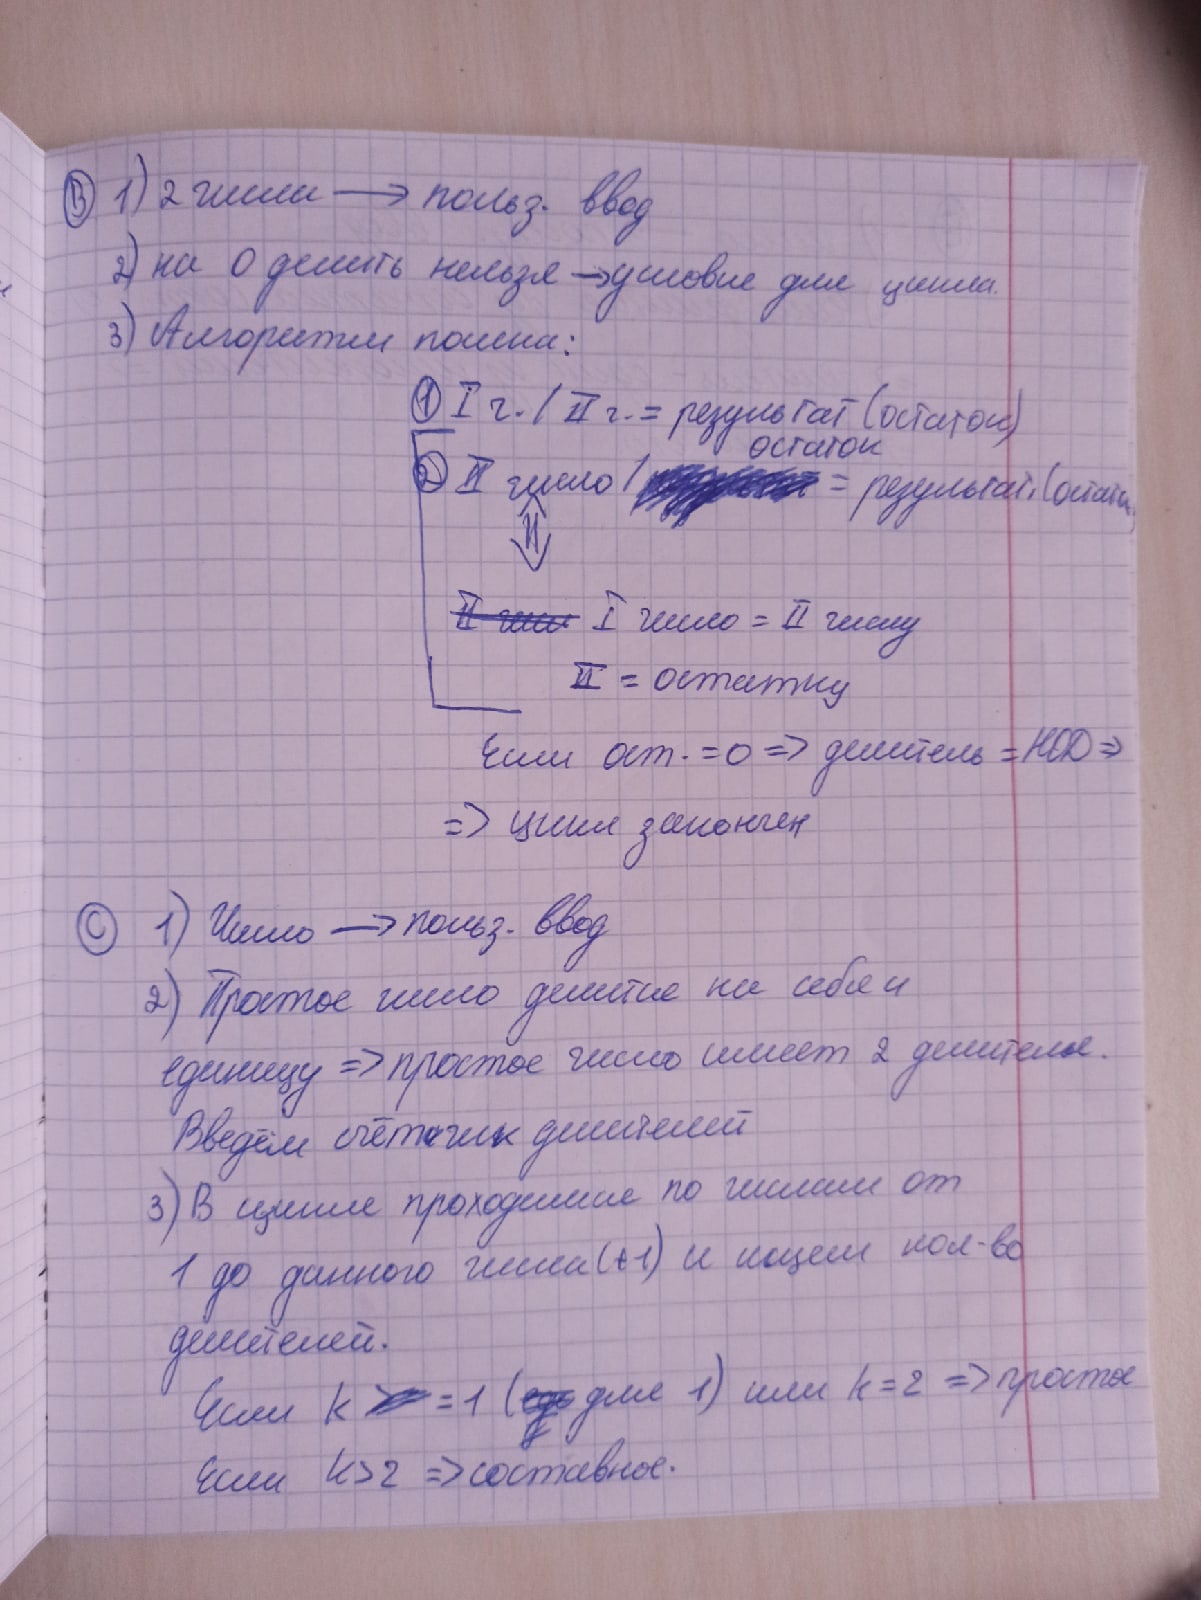 В 1) 2 числа → польз. ввод
2) на 0 делить нельзя → условие для цикла.
3) Алгоритм поиска:
1 I ч. / II ч. = результат (остаток)
остаток
2 II число / = результат, (остаток
I число = II числу
II = остатку
Если ост. = 0 => делитель = НОД =>
=> цикл закончен
С 1) Число → польз. ввод
2) Простое число делится на себя и
единицу => простое число имеет 2 делителя.
Введём счётчик делителей
3) В цикле проходимся по числам от
1 до данного числа (+1) и ищем кол-во
делителей.
Если k = 1 (для 1) или k = 2 => простое
Если k > 2 => составное.